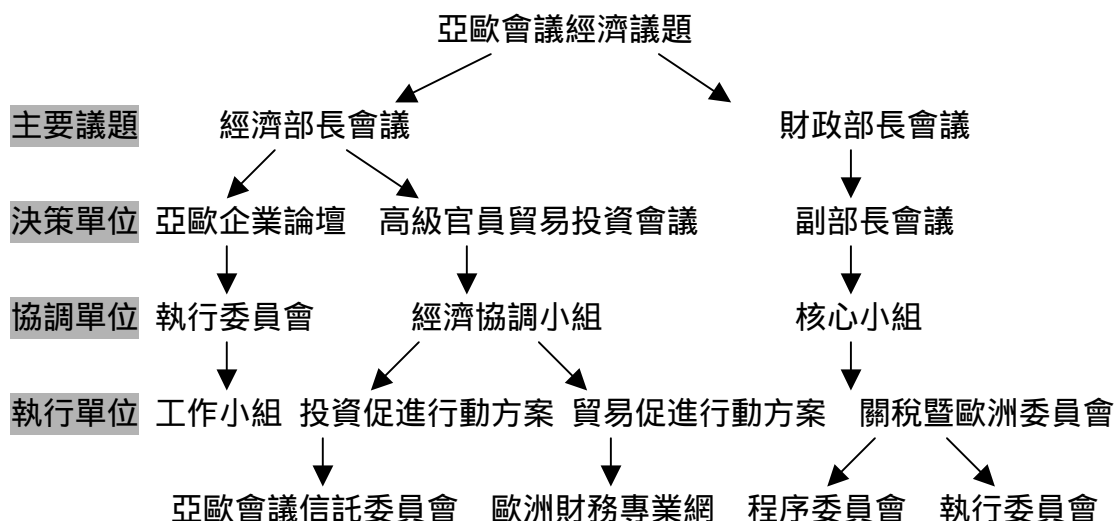 亞歐會議經濟議題
主要議題 經濟部長會議 財政部長會議
決策單位 亞歐企業論壇 高級官員貿易投資會議 副部長會議
協調單位 執行委員會 經濟協調小組 核心小組
執行單位 工作小組 投資促進行動方案 貿易促進行動方案 關稅暨歐洲委員會
亞歐會議信託委員會 歐洲財務專業網 程序委員會 執行委員會